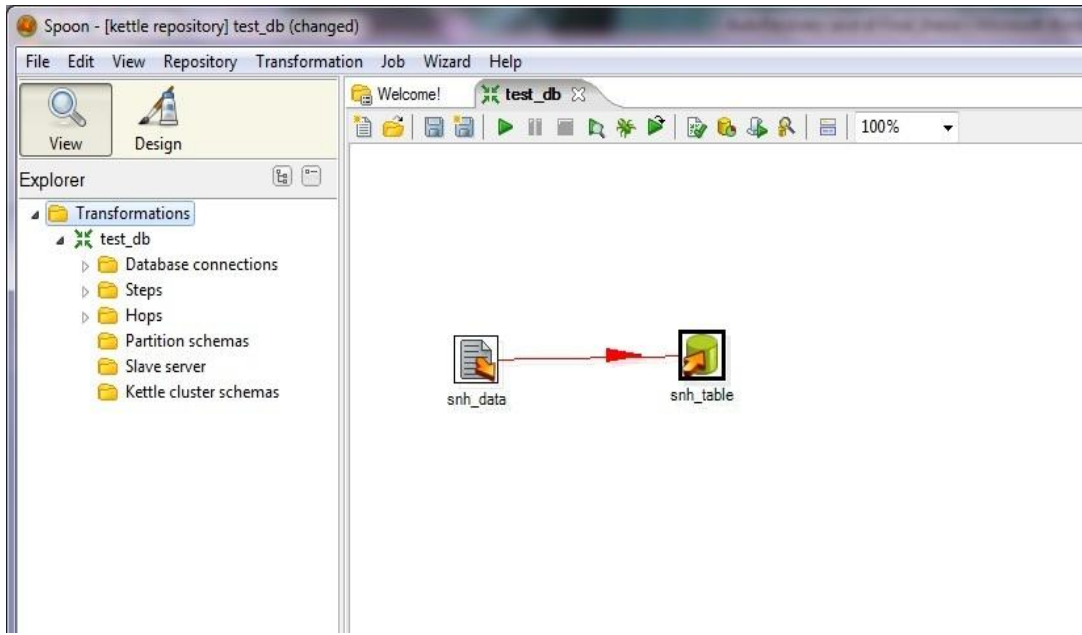 Spoon - [kettle repository] test_db (changed)
File Edit View Repository Transformation Job Wizard Help
View Design
Explorer
Transformations
test_db
Database connections
Steps
Hops
Partition schemas
Slave server
Kettle cluster schemas
Welcome! test_db
100%
snh_data
snh_table